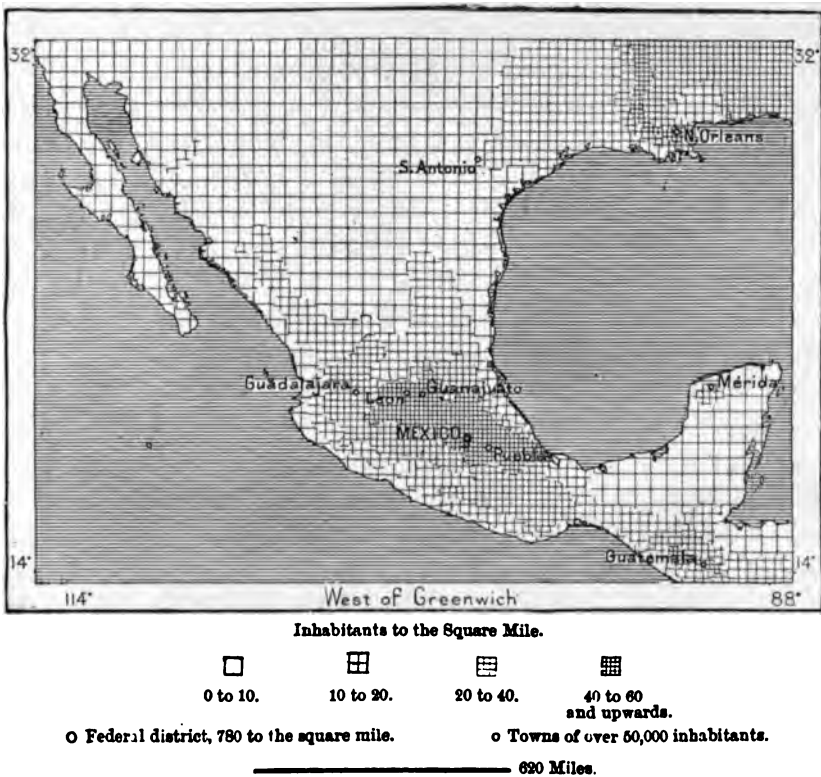 32° 32°
N. Orleans
S. Antonio
Guadalajara Leon Guanajuato Mérida
MEXICO
Puebla
Guatemala
14° 14°
114° West of Greenwich 88°
Inhabitants to the Square Mile.
0 to 10. 10 to 20. 20 to 40. 40 to 60
and upwards.
Federal district, 780 to the square mile. Towns of over 50,000 inhabitants.
620 Miles.